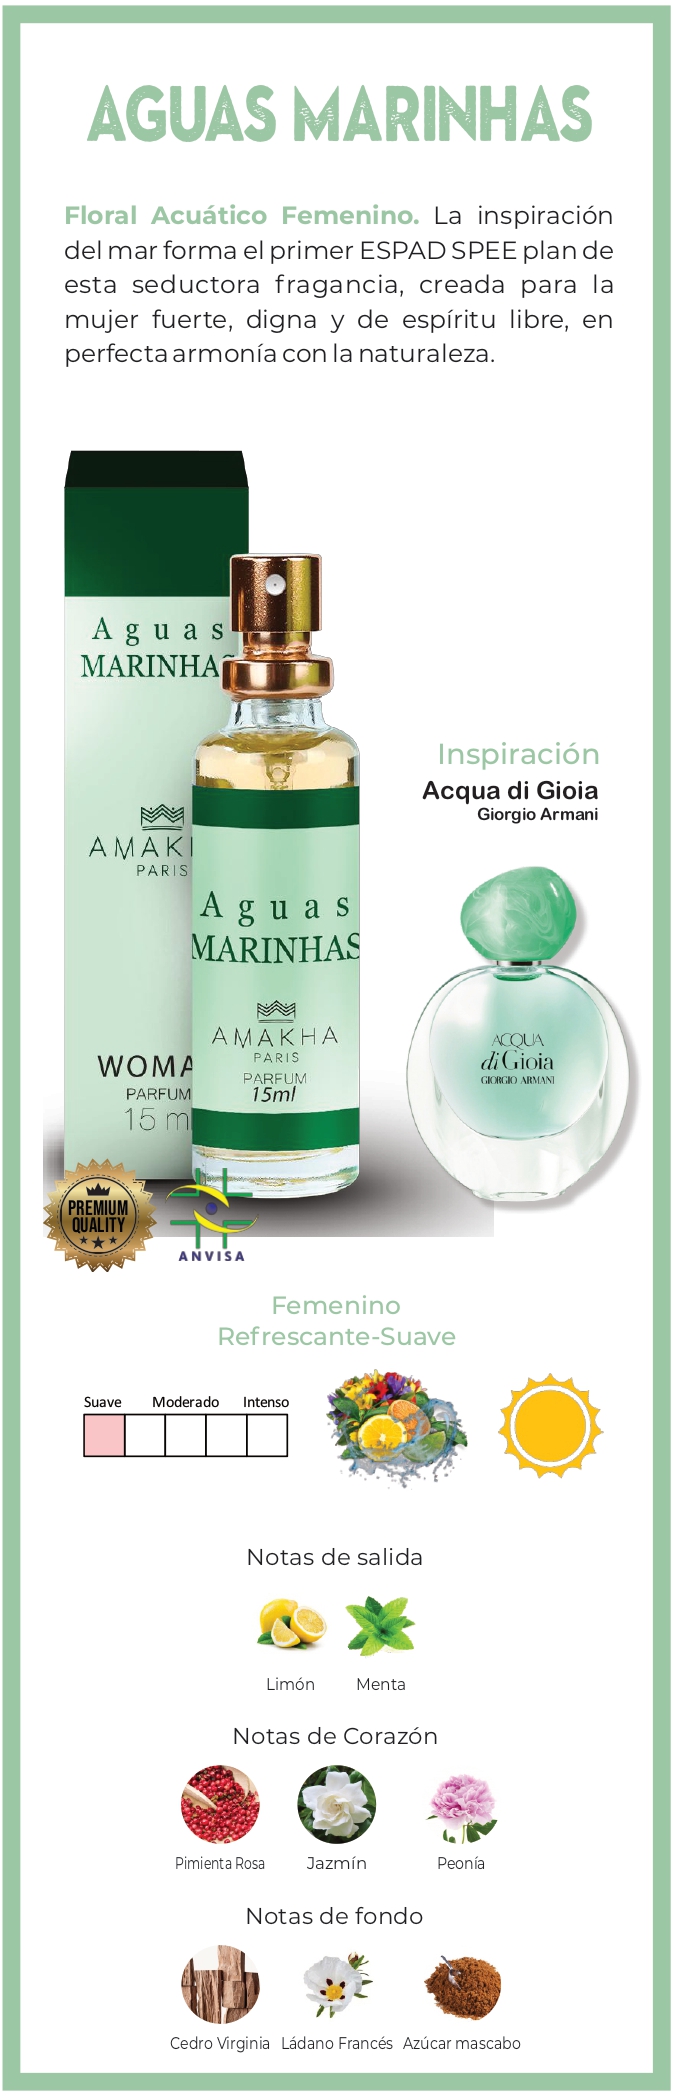 AGUAS MARINHAS
Floral Acuático Femenino. La inspiración
del mar forma el primer ESPAD SPEE plan de
esta seductora fragancia, creada para la
mujer fuerte, digna y de espíritu libre, en
perfecta armonía con la naturaleza.
Aguas
MARINHAS
AMAKH
PARIS
WOMA
PARFUM
15 m
Aguas
MARINHAS
AMAKHA
PARIS
PARFUM
15ml
Inspiración
Acqua di Gioia
Giorgio Armani
ACQUA
di Gioia
GIORGIO ARMANI
PREMIUM
QUALITY
ANVISA
Femenino
Refrescante-Suave
Suave Moderado Intenso
Notas de salida
Limón Menta
Notas de Corazón
Pimienta Rosa Jazmín Peonía
Notas de fondo
Cedro Virginia Ládano Francés Azúcar mascabo